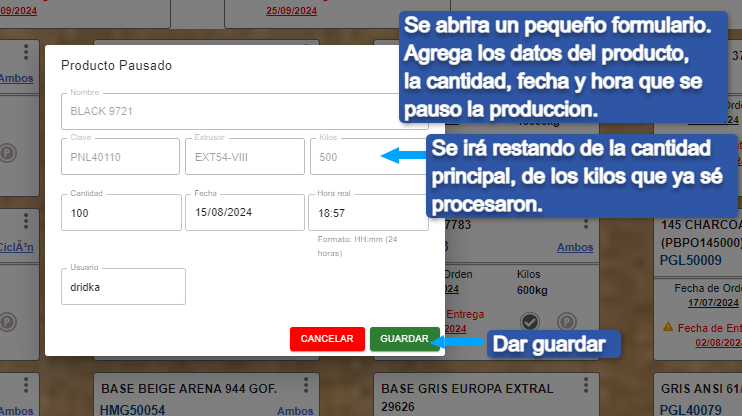 09/2024
25/09/2024
Se abrira un pequeño formulario.
Agrega los datos del producto,
la cantidad, fecha y hora que se
pauso la produccion.
Ambos
Producto Pausado
Nombre
BLACK 9721
Clave
PNL40110
Extrusor
EXT54-VIII
Kilos
500
Se irá restando de la cantidad
principal, de los kilos que ya sé
procesaron.
Cantidad
100
Fecha
15/08/2024
Hora real
18:57
Formato: HH:mm (24
horas)
Usuario
dridka
CANCELAR
GUARDAR
Dar guardar
CiclÃ³n
7783
Ambos
Orden
Kilos
600kg
Entrega
2024
145 CHARCOA
(PBPO145000)
PGL50009
Fecha de Orde
17/07/2024
Fecha de Ent
02/08/202
BASE BEIGE ARENA 944 GOF.
HMG50054
Ambos
BASE GRIS EUROPA EXTRAL
29626
GRIS ANSI 61/
PGL40079